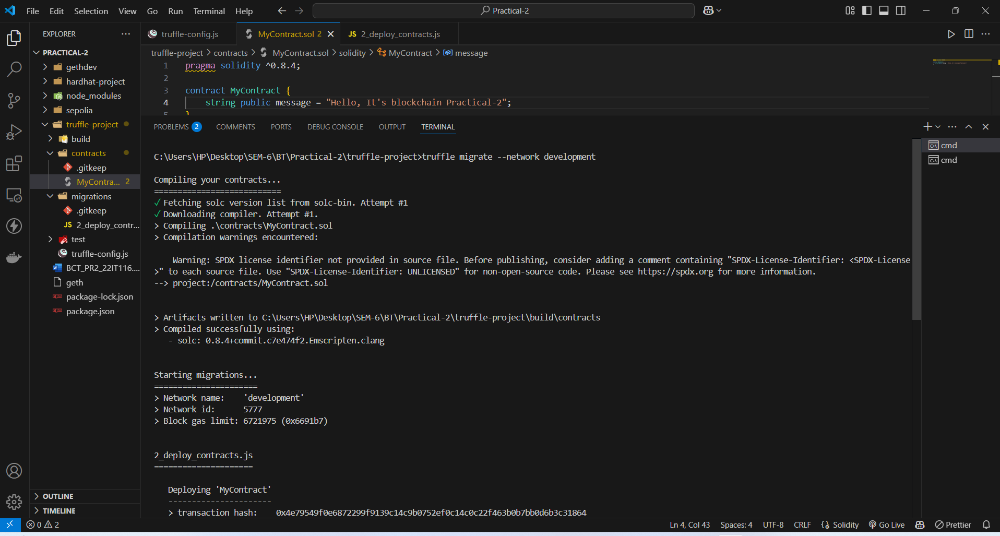 File Edit Selection View Go Run Terminal Help
Practical-2
EXPLORER
PRACTICAL-2
gethdev
hardhat-project
node_modules
sepolia
truffle-project
build
contracts
.gitkeep
MyContra... 2
migrations
.gitkeep
JS 2_deploy_contr...
test
truffle-config.js
BCT_PR2_22IT116....
geth
package-lock.json
package.json
OUTLINE
TIMELINE
truffle-config.js MyContract.sol 2 JS 2_deploy_contracts.js
truffle-project > contracts > MyContract.sol > solidity > MyContract > message
1 pragma solidity ^0.8.4;
2
3 contract MyContract {
4 string public message = "Hello, It's blockchain Practical-2";
5 }
PROBLEMS 2 COMMENTS PORTS DEBUG CONSOLE OUTPUT TERMINAL
cmd
cmd
C:\Users\HP\Desktop\SEM-6\BT\Practical-2\truffle-project>truffle migrate --network development
Compiling your contracts...
===========================
✓ Fetching solc version list from solc-bin. Attempt #1
✓ Downloading compiler. Attempt #1.
> Compiling .\contracts\MyContract.sol
> Compilation warnings encountered:
Warning: SPDX license identifier not provided in source file. Before publishing, consider adding a comment containing "SPDX-License-Identifier: <SPDX-License
>" to each source file. Use "SPDX-License-Identifier: UNLICENSED" for non-open-source code. Please see https://spdx.org for more information.
--> project:/contracts/MyContract.sol
> Artifacts written to C:\Users\HP\Desktop\SEM-6\BT\Practical-2\truffle-project\build\contracts
> Compiled successfully using:
- solc: 0.8.4+commit.c7e474f2.Emscripten.clang
Starting migrations...
======================
> Network name: 'development'
> Network id: 5777
> Block gas limit: 6721975 (0x6691b7)
2_deploy_contracts.js
=====================
Deploying 'MyContract'
----------------------
> transaction hash: 0x4e79549f0e6872299f9139c14c9b0752ef0c14c0c22f463b0b7bb0d6b3c31864
0 2 Ln 4, Col 43 Spaces: 4 UTF-8 CRLF Solidity Go Live Prettier